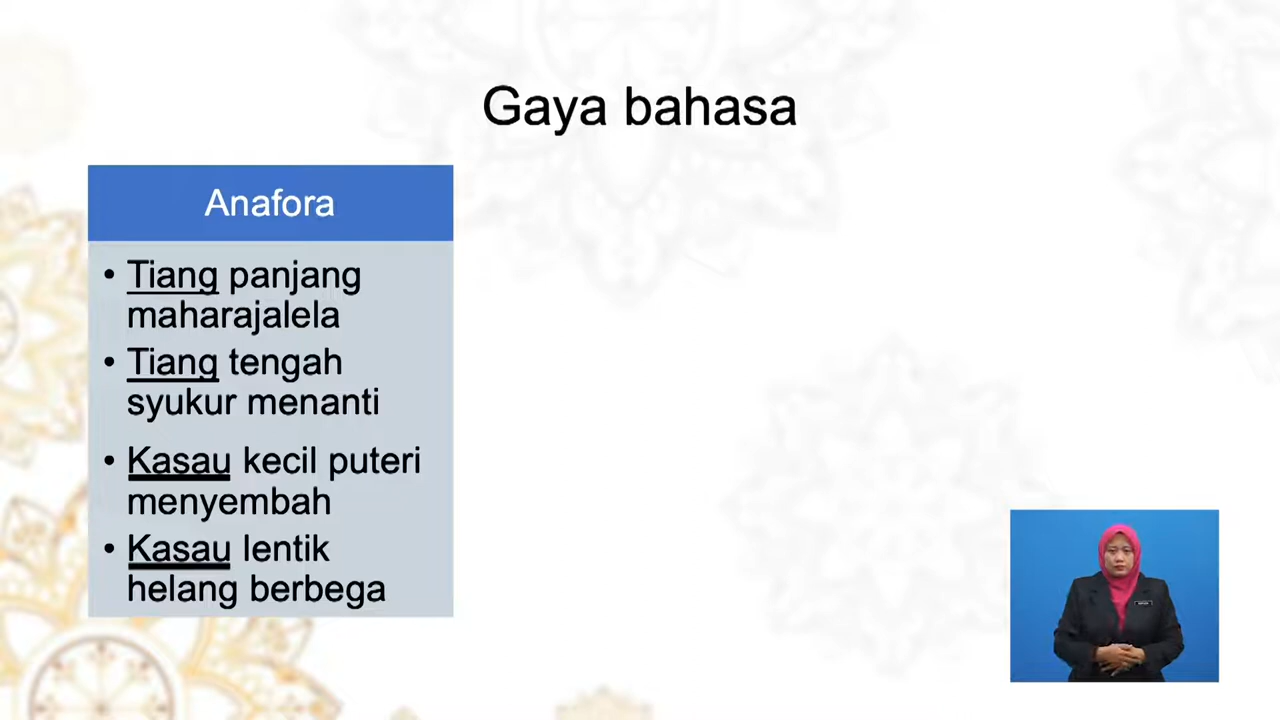 Gaya bahasa
Anafora
• Tiang panjang
maharajalela
• Tiang tengah
syukur menanti
• Kasau kecil puteri
menyembah
• Kasau lentik
helang berbega